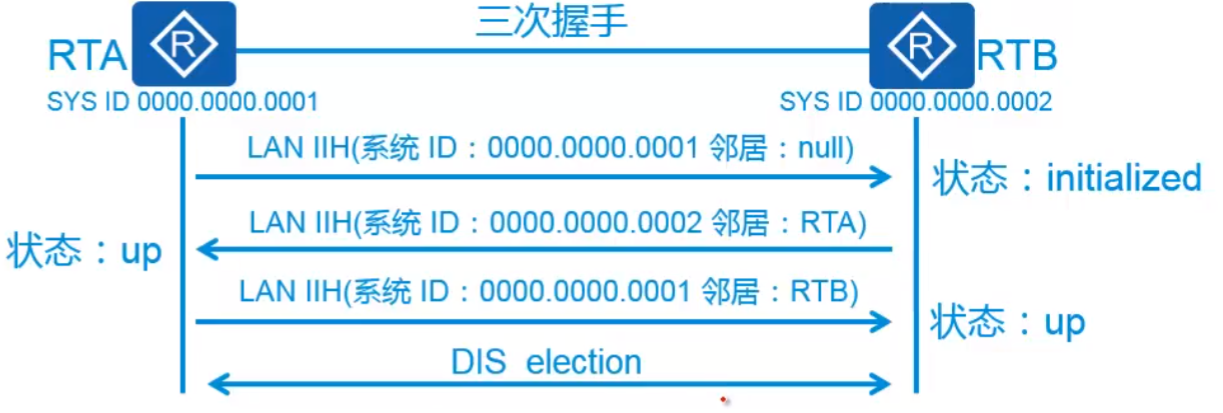 三次握手
RTA
R
R
RTB
SYS ID 0000.0000.0001
SYS ID 0000.0000.0002
LAN IIH(系统 ID：0000.0000.0001 邻居：null)
状态：initialized
LAN IIH(系统 ID：0000.0000.0002 邻居：RTA)
状态：up
LAN IIH(系统 ID：0000.0000.0001 邻居：RTB)
状态：up
DIS election